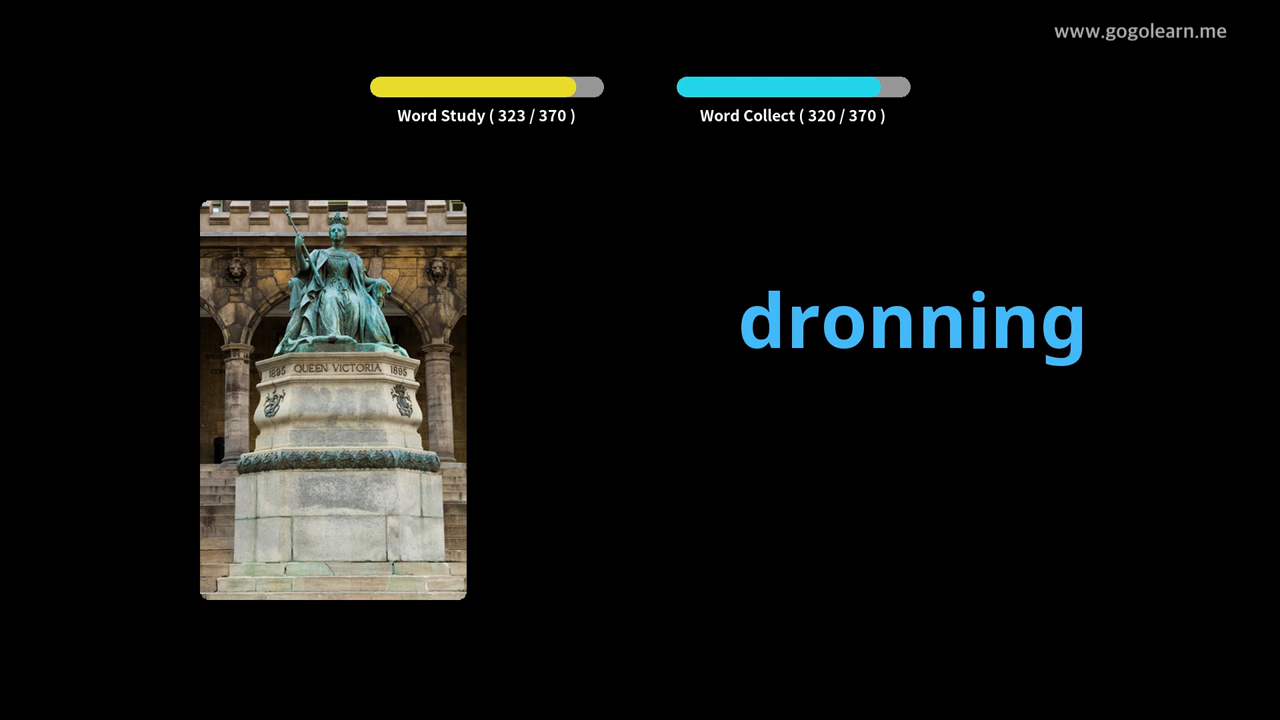 www.gogolearn.me
Word Study ( 323 / 370 )
Word Collect ( 320 / 370 )
1895 QUEEN VICTORIA 1895
dronning